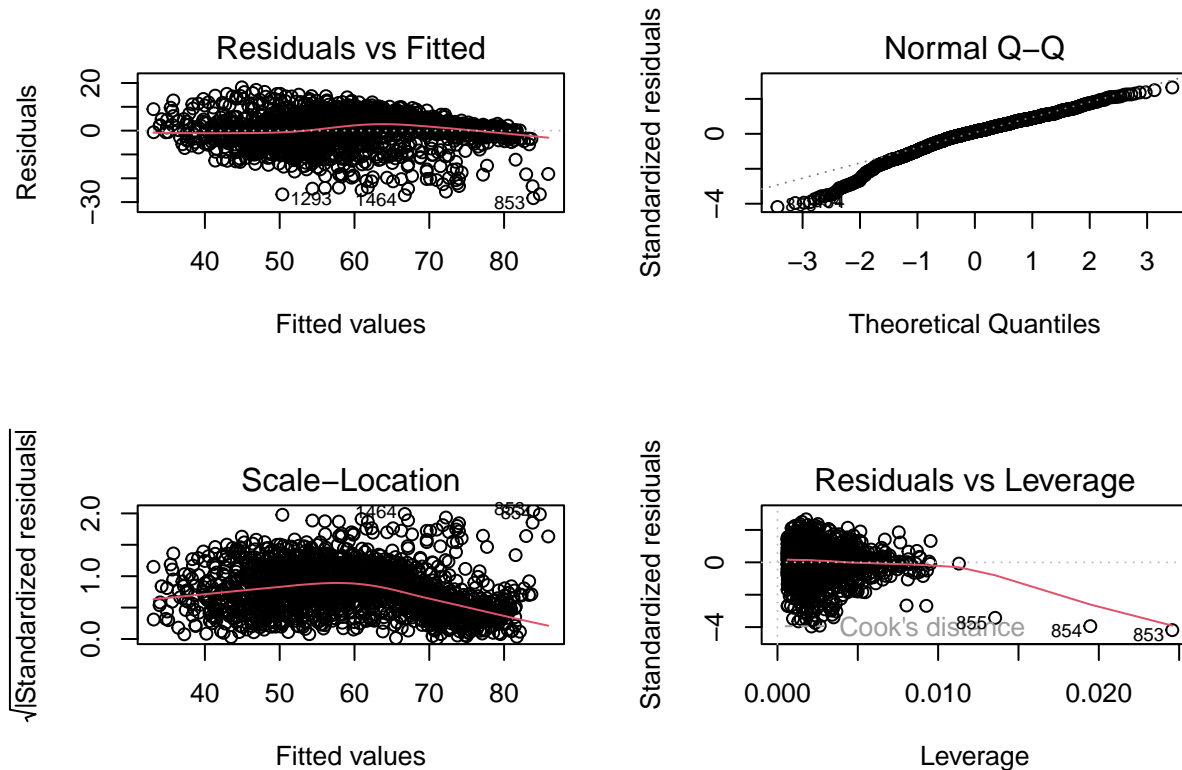 Residuals vs Fitted
Residuals
20
0
−30
1293
1464
853
40 50 60 70 80
Fitted values
Normal Q−Q
Standardized residuals
0
−4
−3 −2 −1 0 1 2 3
Theoretical Quantiles
Scale−Location
√|Standardized residuals|
2.0
1.0
0.0
1464
40 50 60 70 80
Fitted values
Residuals vs Leverage
Standardized residuals
0
−4
Cook's distance
855
854
853
0.000 0.010 0.020
Leverage